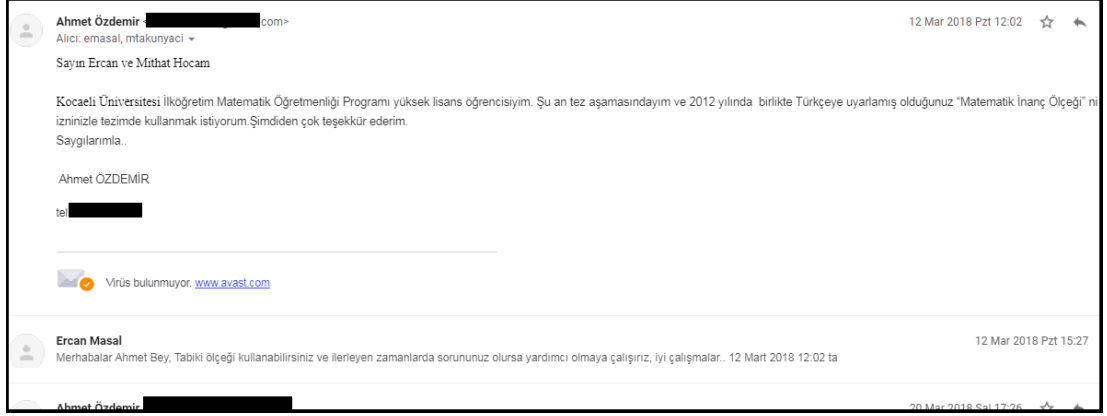 Ahmet Özdemir < com>
12 Mar 2018 Pzt 12:02
Alıcı: emasal, mtakunyaci
Sayın Ercan ve Mithat Hocam
Kocaeli Üniversitesi İlköğretim Matematik Öğretmenliği Programı yüksek lisans öğrencisiyim. Şu an tez aşamasındayım ve 2012 yılında birlikte Türkçeye uyarlamış olduğunuz “Matematik İnanç Ölçeği” ni
izninizle tezimde kullanmak istiyorum.Şimdiden çok teşekkür ederim.
Saygılarımla..
Ahmet ÖZDEMİR
tel
Virüs bulunmuyor. www.avast.com
Ercan Masal
12 Mar 2018 Pzt 15:27
Merhabalar Ahmet Bey, Tabiki ölçeği kullanabilirsiniz ve ilerleyen zamanlarda sorununuz olursa yardımcı olmaya çalışırız, iyi çalışmalar.. 12 Mart 2018 12:02 ta
Ahmet Özdemir
20 Mar 2018 Sal 17:26